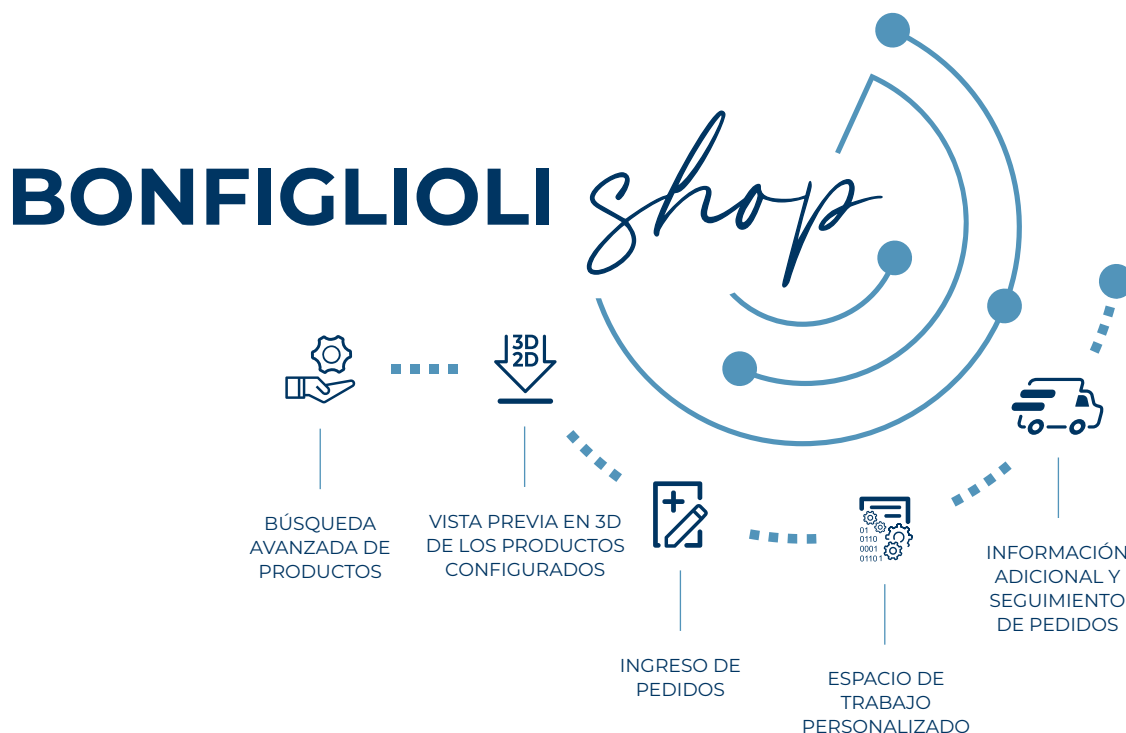 BONFIGLIOLI shop
3D
2D
BÚSQUEDA
AVANZADA DE
PRODUCTOS
VISTA PREVIA EN 3D
DE LOS PRODUCTOS
CONFIGURADOS
INGRESO DE
PEDIDOS
01
0110
0001
01101
ESPACIO DE
TRABAJO
PERSONALIZADO
INFORMACIÓN
ADICIONAL Y
SEGUIMIENTO
DE PEDIDOS